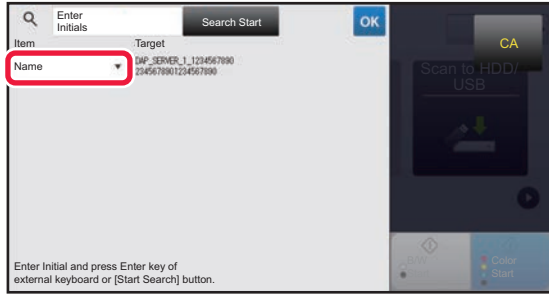 Enter
Initials
Search Start
OK
CA
Item
Target
Name
DAP_SERVER_1_1234567890
2345678901234567890
Scan to HDD/
USB
Enter Initial and press Enter key of
external keyboard or [Start Search] button.
B/W
Color
Start